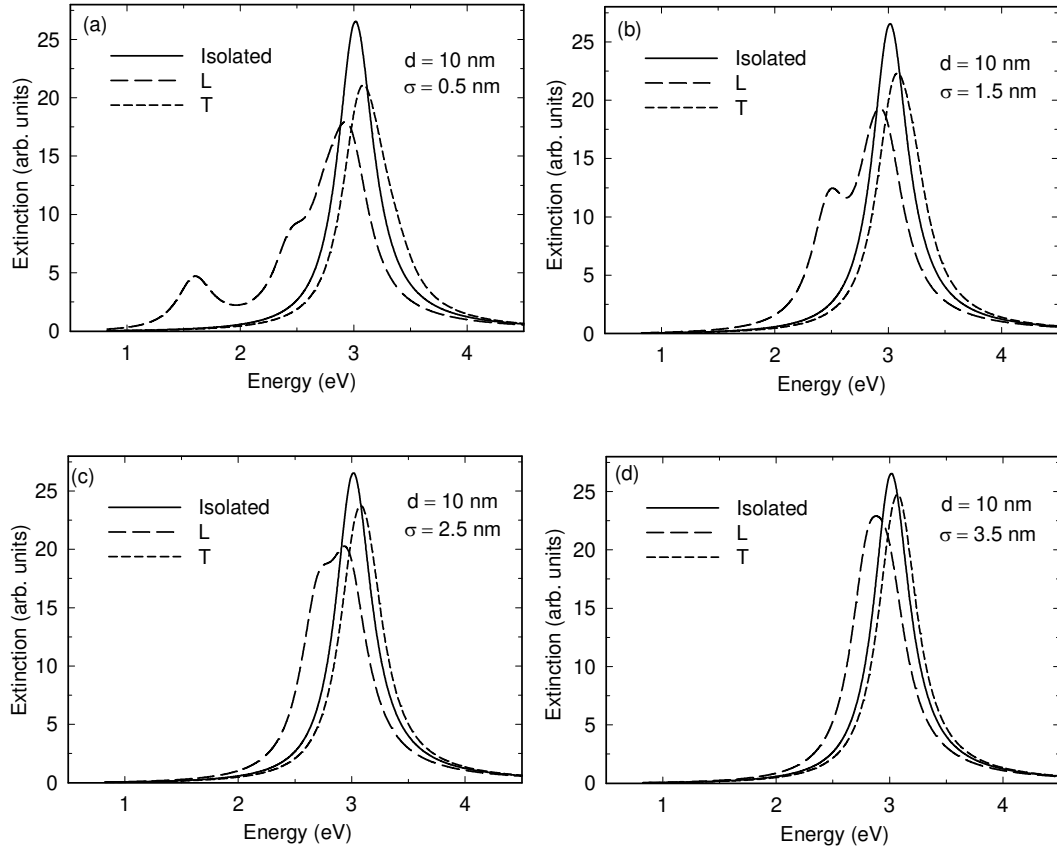 (a)
Isolated
L
T
d = 10 nm
σ = 0.5 nm
25
20
15
10
5
0
1 2 3 4
Energy (eV)
Extinction (arb. units)
(b)
Isolated
L
T
d = 10 nm
σ = 1.5 nm
25
20
15
10
5
0
1 2 3 4
Energy (eV)
Extinction (arb. units)
(c)
Isolated
L
T
d = 10 nm
σ = 2.5 nm
25
20
15
10
5
0
1 2 3 4
Energy (eV)
Extinction (arb. units)
(d)
Isolated
L
T
d = 10 nm
σ = 3.5 nm
25
20
15
10
5
0
1 2 3 4
Energy (eV)
Extinction (arb. units)